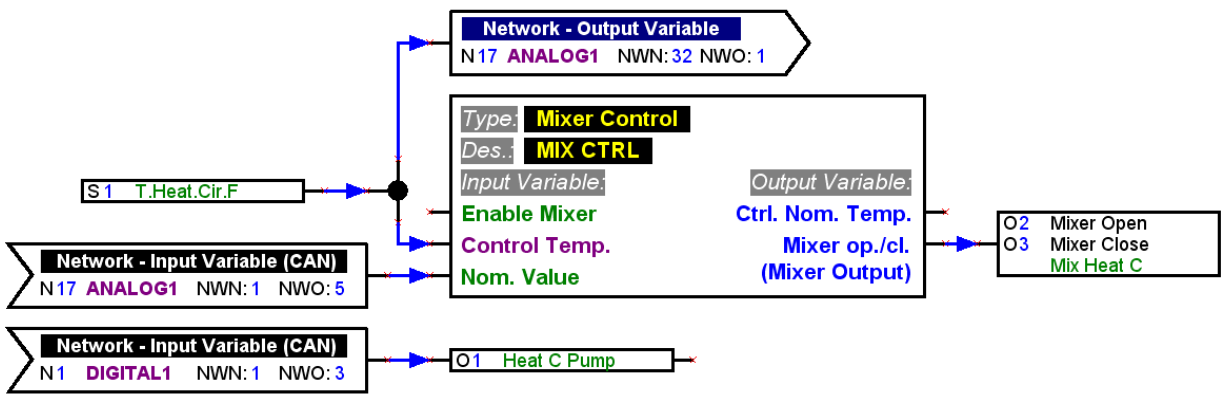 Network - Output Variable
N17 ANALOG1 NWN: 32 NWO: 1
Type: Mixer Control
Des.: MIX CTRL
Input Variable: Output Variable:
S1 T.Heat.Cir.F
Enable Mixer Ctrl. Nom. Temp.
Control Temp. Mixer op./cl.
Nom. Value (Mixer Output)
O2 Mixer Open
O3 Mixer Close
Mix Heat C
Network - Input Variable (CAN)
N17 ANALOG1 NWN: 1 NWO: 5
Network - Input Variable (CAN)
N1 DIGITAL1 NWN: 1 NWO: 3
O1 Heat C Pump